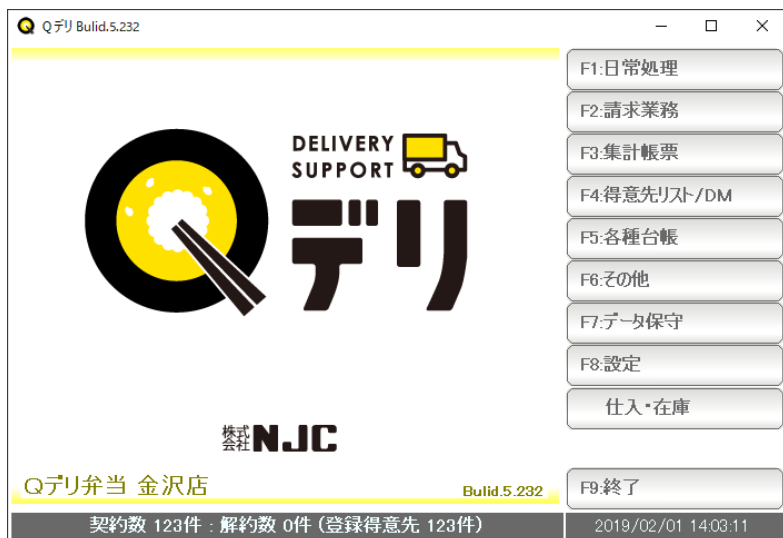 Qデリ Bulid.5.232
DELIVERY
SUPPORT
Qデリ
株式会社NJC
Qデリ弁当 金沢店
Bulid.5.232
F1:日常処理
F2:請求業務
F3:集計帳票
F4:得意先リスト/DM
F5:各種台帳
F6:その他
F7:データ保守
F8:設定
仕入・在庫
F9:終了
契約数 123件 : 解約数 0件 (登録得意先 123件)
2019/02/01 14:03:11